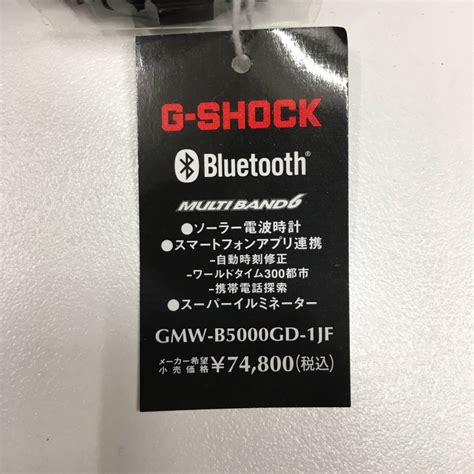 G-SHOCK
Bluetooth®
MULTI BAND 6
●ソーラー電波時計
●スマートフォンアプリ連携
-自動時刻修正
-ワールドタイム300都市
-携帯電話探索
●スーパーイルミネーター
GMW-B5000GD-1JF
メーカー希望小売価格 ¥74,800(税込)